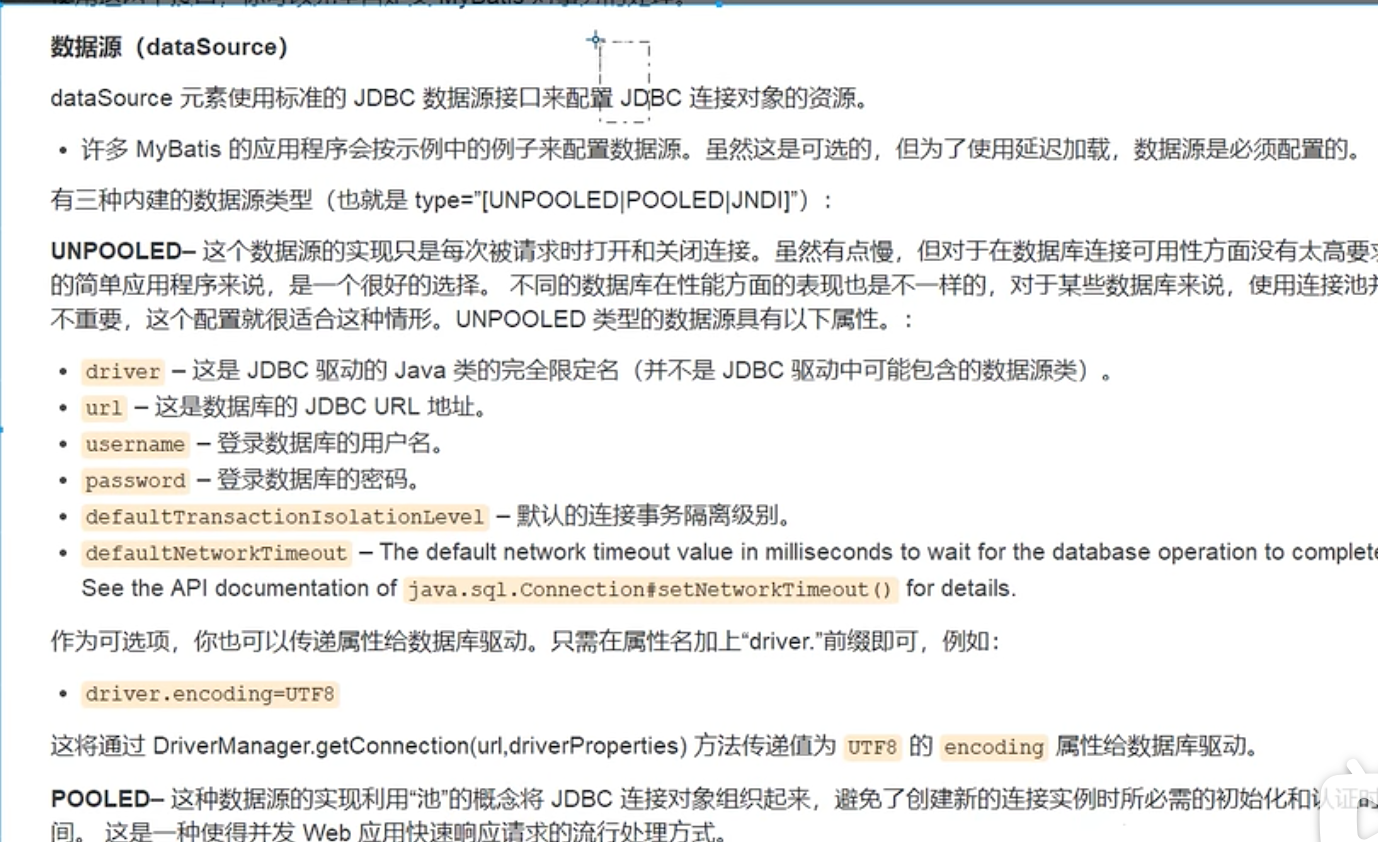 数据源（dataSource）
dataSource 元素使用标准的 JDBC 数据源接口来配置 JDBC 连接对象的资源。
• 许多 MyBatis 的应用程序会按示例中的例子来配置数据源。虽然这是可选的，但为了使用延迟加载，数据源是必须配置的。
有三种内建的数据源类型（也就是 type="[UNPOOLED|POOLED|JNDI]"）：
UNPOOLED– 这个数据源的实现只是每次被请求时打开和关闭连接。虽然有点慢，但对于在数据库连接可用性方面没有太高要求
的简单应用程序来说，是一个很好的选择。 不同的数据库在性能方面的表现也是不一样的，对于某些数据库来说，使用连接池并
不重要，这个配置就很适合这种情形。UNPOOLED 类型的数据源具有以下属性。：
• driver – 这是 JDBC 驱动的 Java 类的完全限定名（并不是 JDBC 驱动中可能包含的数据源类）。
• url – 这是数据库的 JDBC URL 地址。
• username – 登录数据库的用户名。
• password – 登录数据库的密码。
• defaultTransactionIsolationLevel – 默认的连接事务隔离级别。
• defaultNetworkTimeout – The default network timeout value in milliseconds to wait for the database operation to complete
See the API documentation of java.sql.Connection#setNetworkTimeout() for details.
作为可选项，你也可以传递属性给数据库驱动。只需在属性名加上“driver.”前缀即可，例如：
• driver.encoding=UTF8
这将通过 DriverManager.getConnection(url,driverProperties) 方法传递值为 UTF8 的 encoding 属性给数据库驱动。
POOLED– 这种数据源的实现利用“池”的概念将 JDBC 连接对象组织起来，避免了创建新的连接实例时所必需的初始化和认证时
间。 这是一种使得并发 Web 应用快速响应请求的流行处理方式。